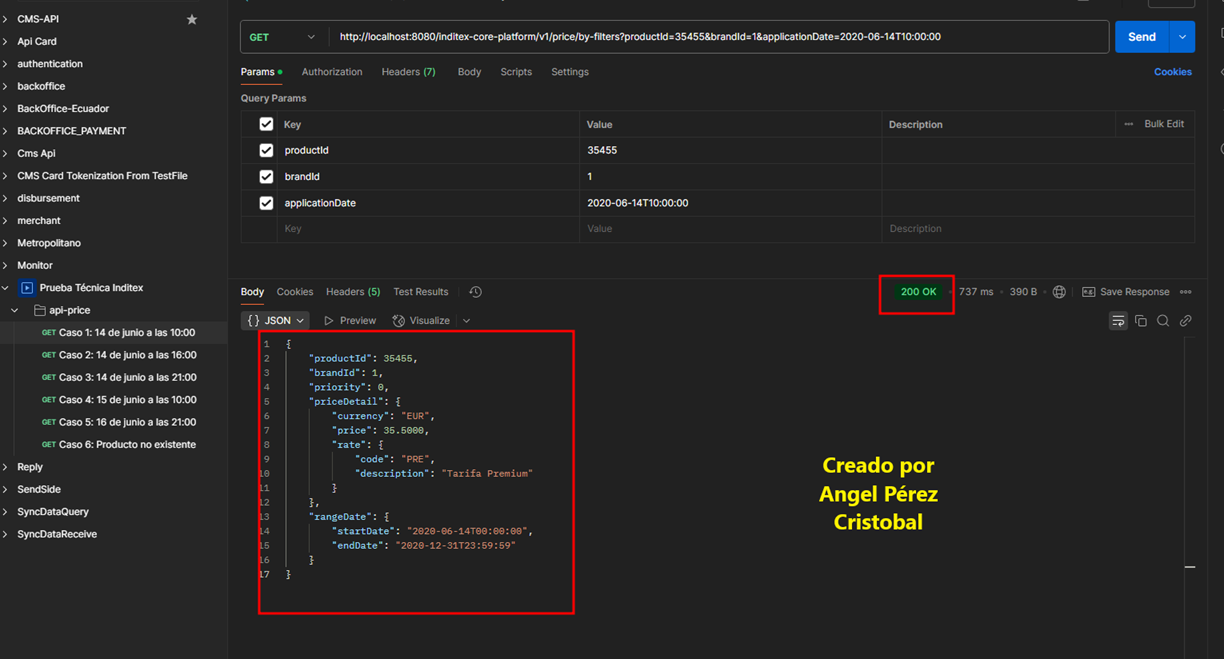 CMS-API
Api Card
authentication
backoffice
BackOffice-Ecuador
BACKOFFICE_PAYMENT
Cms Api
CMS Card Tokenization From TestFile
disbursement
merchant
Metropolitano
Monitor
Prueba Técnica Inditex
api-price
GET Caso 1: 14 de junio a las 10:00
GET Caso 2: 14 de junio a las 16:00
GET Caso 3: 14 de junio a las 21:00
GET Caso 4: 15 de junio a las 10:00
GET Caso 5: 16 de junio a las 21:00
GET Caso 6: Producto no existente
Reply
SendSide
SyncDataQuery
SyncDataReceive
GET http://localhost:8080/inditex-core-platform/v1/price/by-filters?productId=35455&brandId=1&applicationDate=2020-06-14T10:00:00 Send
Params Authorization Headers (7) Body Scripts Settings Cookies
Query Params
Key Value Description Bulk Edit
productId 35455
brandId 1
applicationDate 2020-06-14T10:00:00
Key Value Description
Body Cookies Headers (5) Test Results 200 OK 737 ms 390 B Save Response
{} JSON Preview Visualize
1 {
2 "productId": 35455,
3 "brandId": 1,
4 "priority": 0,
5 "priceDetail": {
6 "currency": "EUR",
7 "price": 35.5000,
8 "rate": {
9 "code": "PRE",
10 "description": "Tarifa Premium"
11 }
12 },
13 "rangeDate": {
14 "startDate": "2020-06-14T00:00:00",
15 "endDate": "2020-12-31T23:59:59"
16 }
17 }
Creado por
Angel Pérez
Cristobal